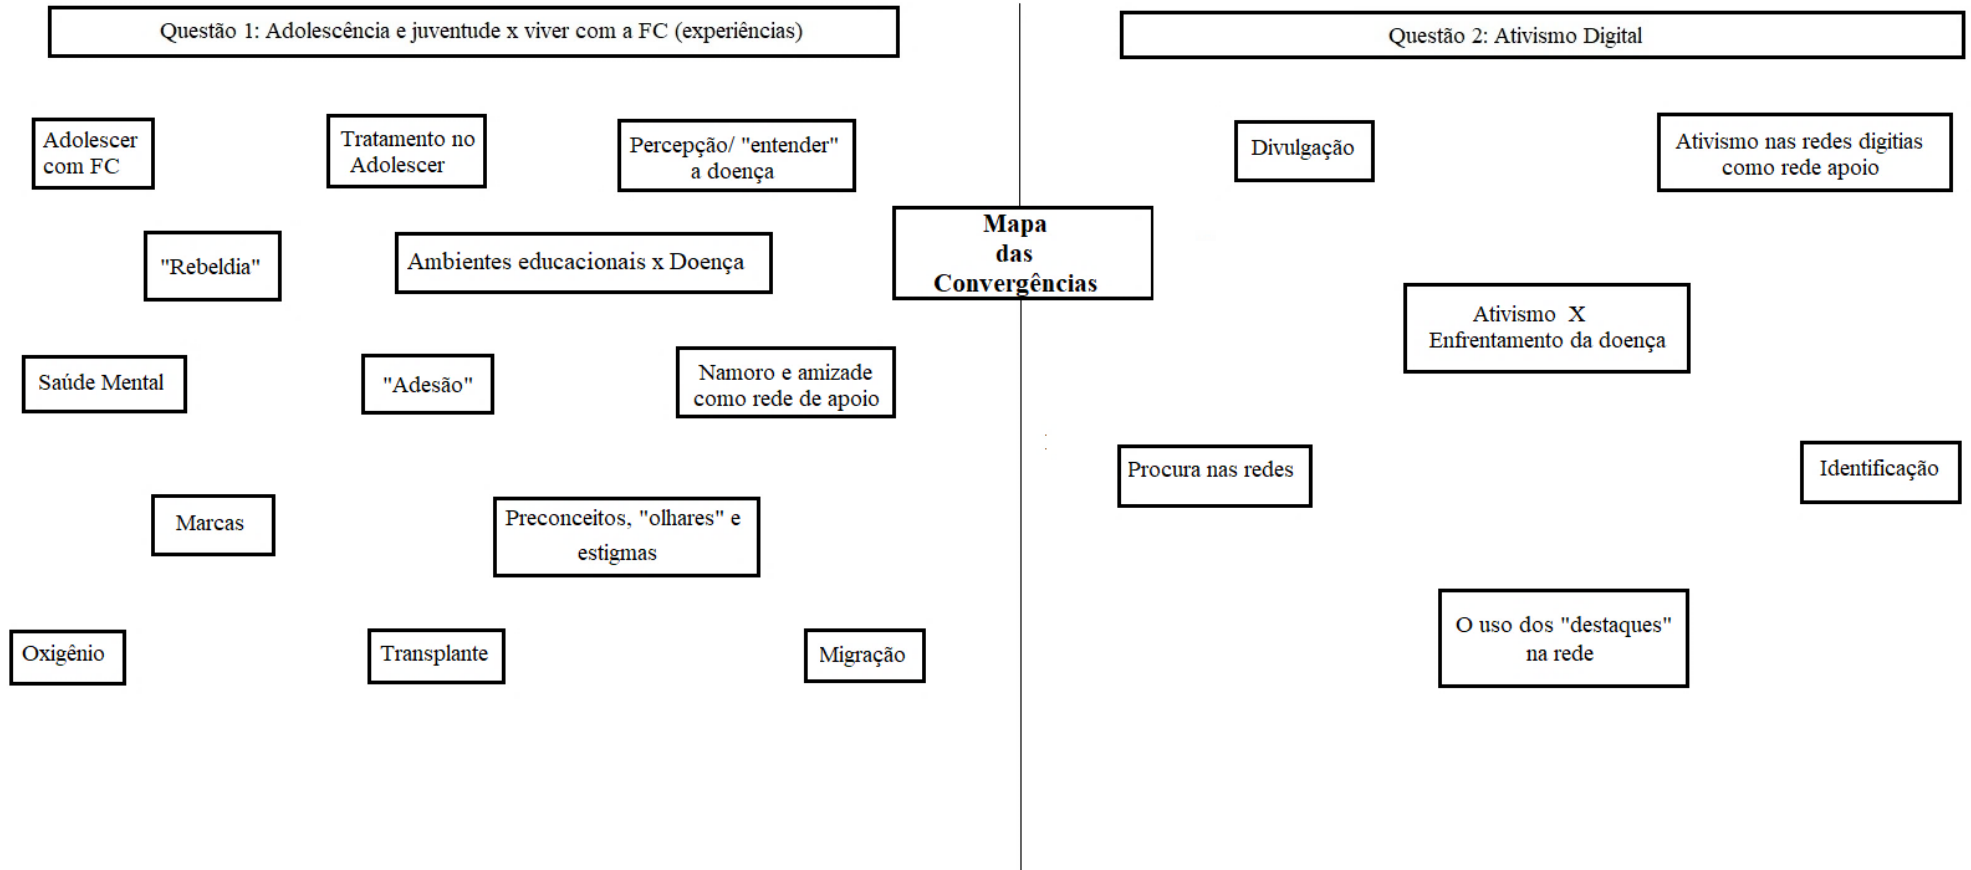 Questão 1: Adolescência e juventude x viver com a FC (experiências)
Questão 2: Ativismo Digital
Adolescer
com FC
Tratamento no
Adolescer
Percepção/ "entender"
a doença
"Rebeldia"
Ambientes educacionais x Doença
Saúde Mental
"Adesão"
Namoro e amizade
como rede de apoio
Marcas
Preconceitos, "olhares" e
estigmas
Oxigênio
Transplante
Migração
Mapa
das
Convergências
Divulgação
Ativismo nas redes digitias
como rede apoio
Ativismo X
Enfrentamento da doença
Procura nas redes
Identificação
O uso dos "destaques"
na rede